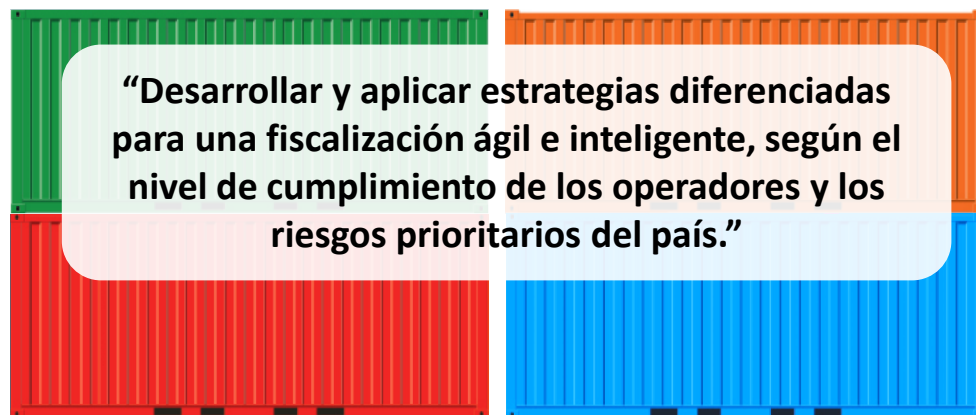 “Desarrollar y aplicar estrategias diferenciadas
para una fiscalización ágil e inteligente, según el
nivel de cumplimiento de los operadores y los
riesgos prioritarios del país.”